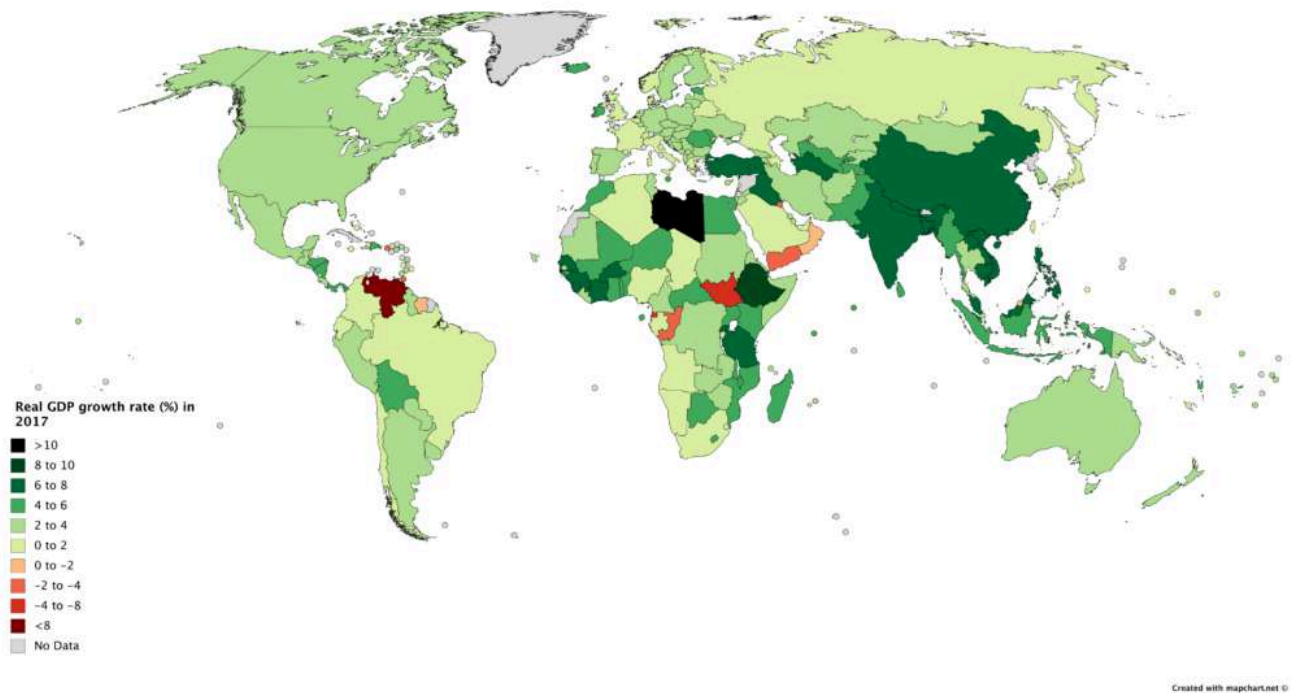 Real GDP growth rate (%) in
2017
>10
8 to 10
6 to 8
4 to 6
2 to 4
0 to 2
0 to -2
-2 to -4
-4 to -8
<8
No Data
Created with mapchart.net ©